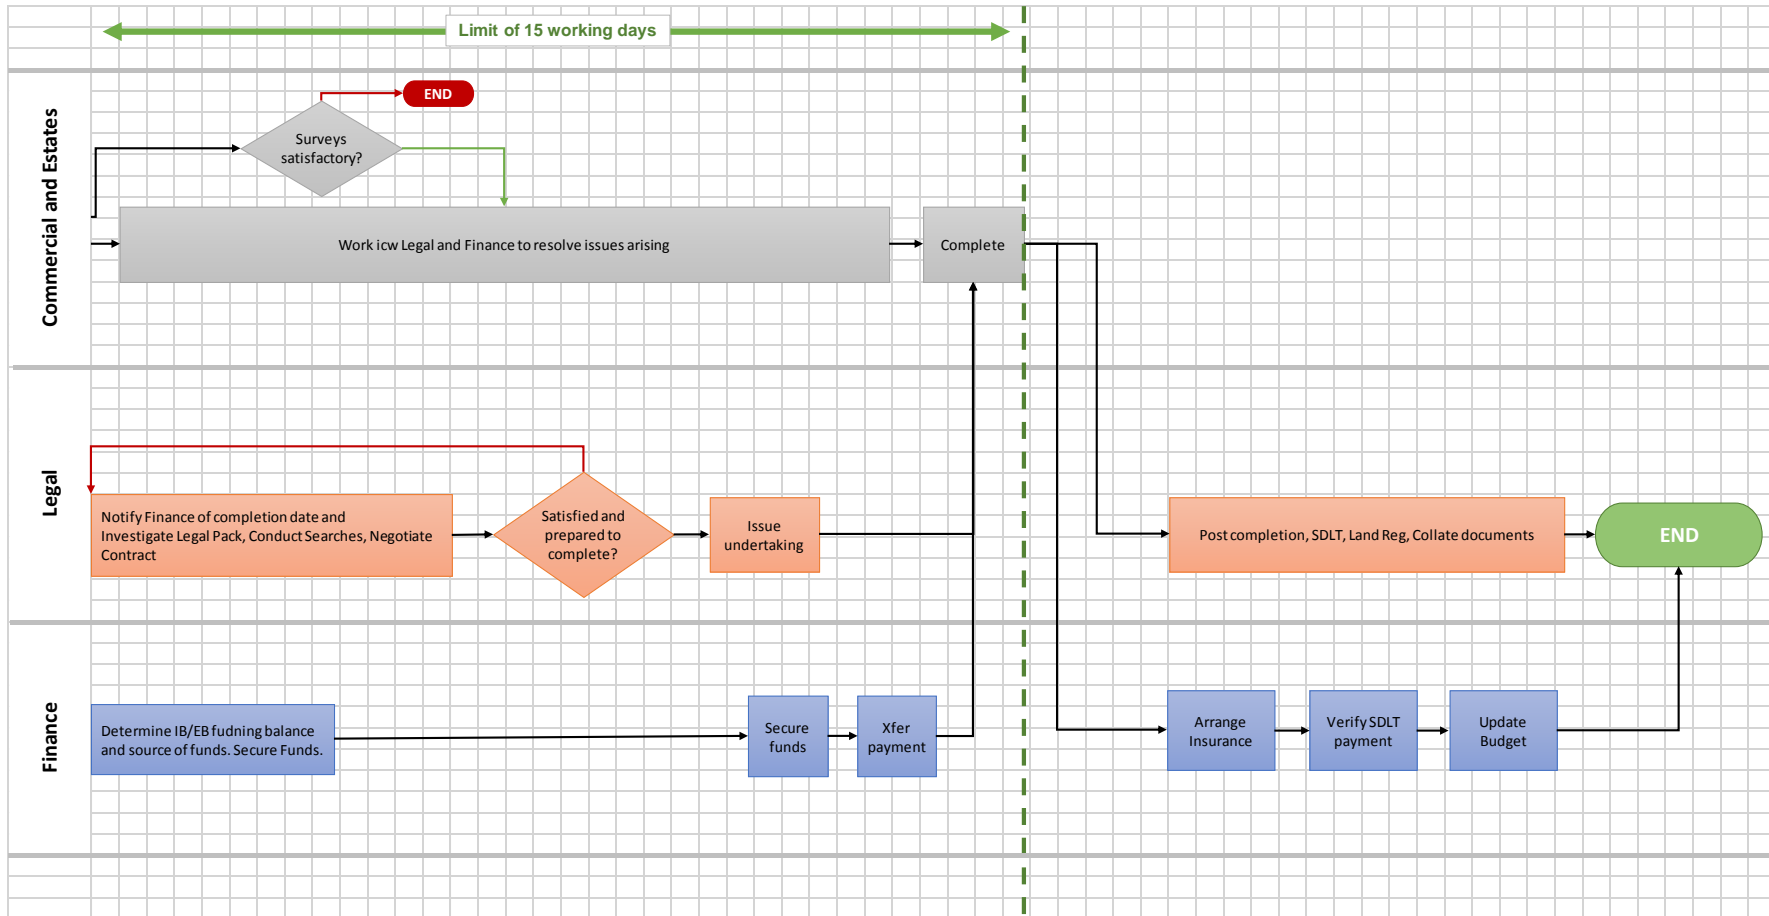 Limit of 15 working days
Commercial and Estates
END
Surveys
satisfactory?
Work icw Legal and Finance to resolve issues arising
Complete
Legal
Notify Finance of completion date and
Investigate Legal Pack, Conduct Searches, Negotiate
Contract
Satisfied and
prepared to
complete?
Issue
undertaking
Post completion, SDLT, Land Reg, Collate documents
END
Finance
Determine IB/EB fudning balance
and source of funds. Secure Funds.
Secure
funds
Xfer
payment
Arrange
Insurance
Verify SDLT
payment
Update
Budget